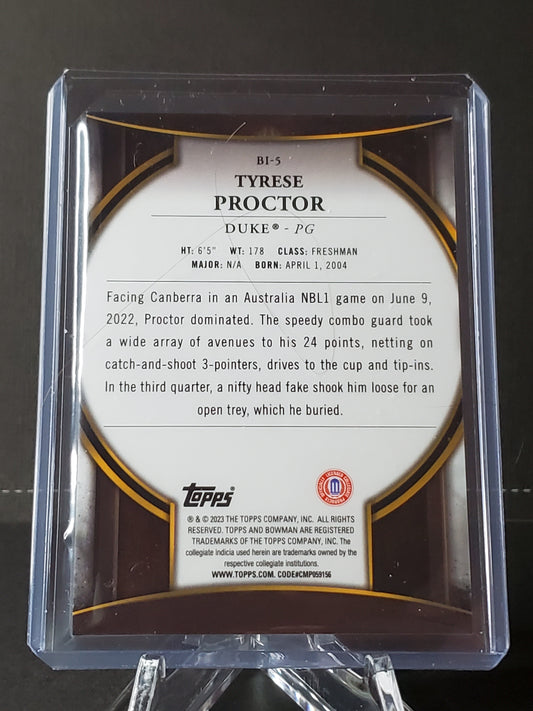 BI-5
TYRESE
PROCTOR
DUKE® - PG
HT: 6'5" WT: 178 CLASS: FRESHMAN
MAJOR: N/A BORN: APRIL 1, 2004
Facing Canberra in an Australia NBL1 game on June 9,
2022, Proctor dominated. The speedy combo guard took
a wide array of avenues to his 24 points, netting on
catch-and-shoot 3-pointers, drives to the cup and tip-ins.
In the third quarter, a nifty head fake shook him loose for an
open trey, which he buried.
Topps®
® & © 2023 THE TOPPS COMPANY, INC. ALL RIGHTS
RESERVED. TOPPS AND BOWMAN ARE REGISTERED
TRADEMARKS OF THE TOPPS COMPANY, INC. The
collegiate indicia used herein are trademarks owned by the
respective collegiate institutions.
WWW.TOPPS.COM. CODE#CMP059156